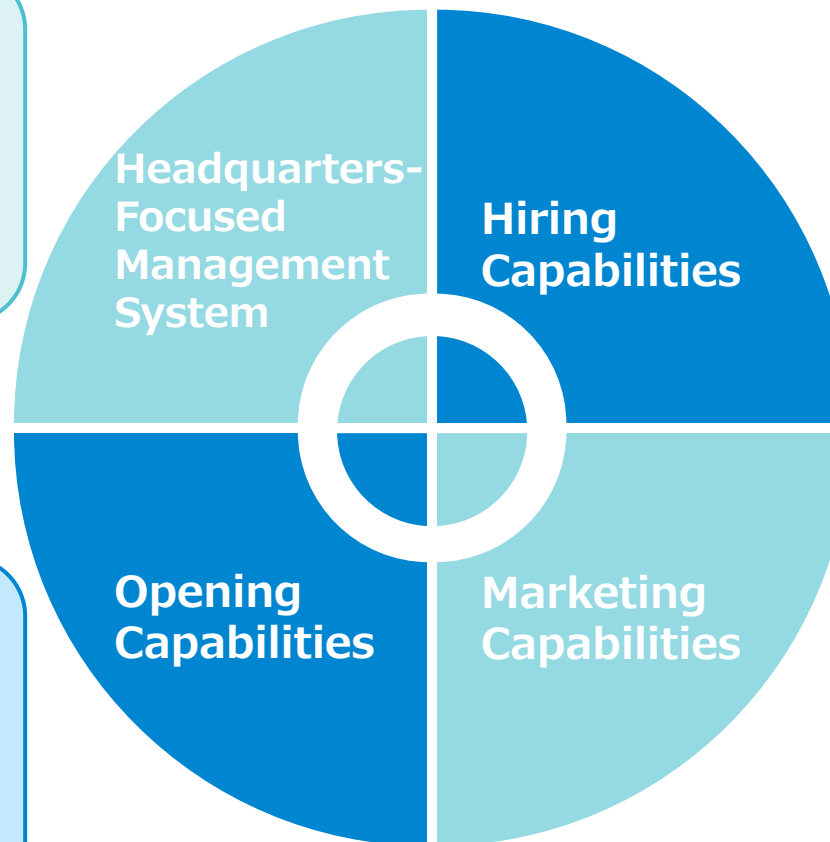 Headquarters-
Focused
Management
System
Hiring
Capabilities
Opening
Capabilities
Marketing
Capabilities